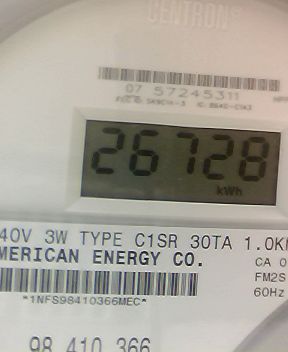 CENTRON®
07 57245311
26728
kWh
40V 3W TYPE C1SR 30TA 1.0K
MERICAN ENERGY CO.
CA 0
FM2S
60Hz
*1NFS98410366MEC*
98 410 366